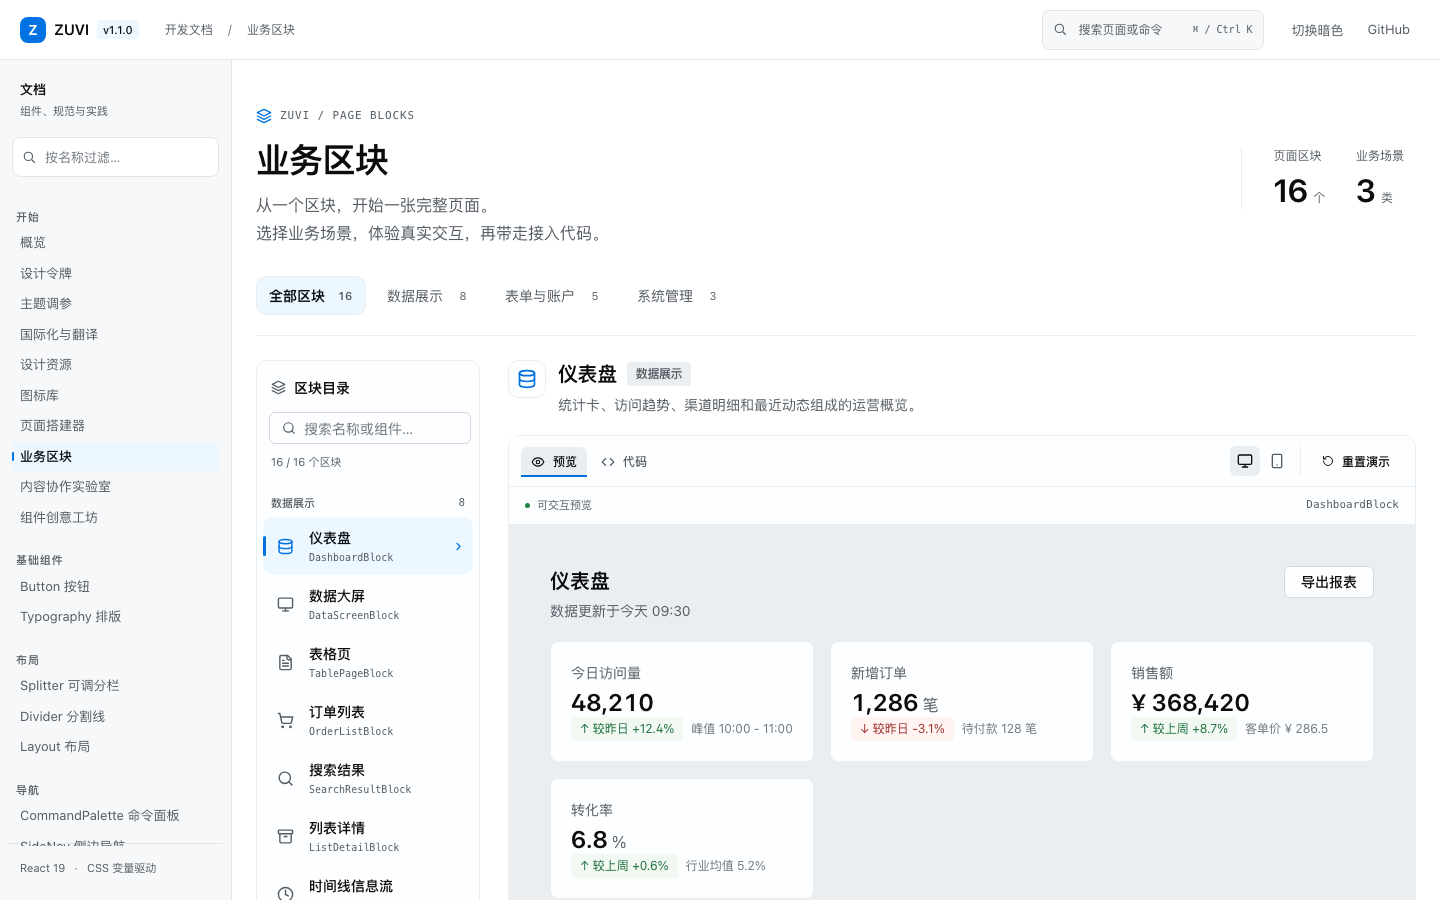 Z ZUVI v1.1.0 开发文档 / 业务区块 搜索页面或命令 ⌘ / Ctrl K 切换暗色 GitHub
文档
组件、规范与实践
按名称过滤...
开始
概览
设计令牌
主题调参
国际化与翻译
设计资源
图标库
页面搭建器
业务区块
内容协作实验室
组件创意工坊
基础组件
Button 按钮
Typography 排版
布局
Splitter 可调分栏
Divider 分割线
Layout 布局
导航
CommandPalette 命令面板
SideNav 侧边导航
React 19 · CSS 变量驱动
ZUVI / PAGE BLOCKS
业务区块
从一个区块，开始一张完整页面。
选择业务场景，体验真实交互，再带走接入代码。
页面区块
16 个
业务场景
3 类
全部区块 16 数据展示 8 表单与账户 5 系统管理 3
区块目录
搜索名称或组件...
16 / 16 个区块
数据展示 8
仪表盘
DashboardBlock
数据大屏
DataScreenBlock
表格页
TablePageBlock
订单列表
OrderListBlock
搜索结果
SearchResultBlock
列表详情
ListDetailBlock
时间线信息流
仪表盘 数据展示
统计卡、访问趋势、渠道明细和最近动态组成的运营概览。
预览 代码 重置演示
可交互预览 DashboardBlock
仪表盘
数据更新于今天 09:30
导出报表
今日访问量
48,210
↑ 较昨日 +12.4% 峰值 10:00 - 11:00
新增订单
1,286 笔
↓ 较昨日 -3.1% 待付款 128 笔
销售额
¥ 368,420
↑ 较上周 +8.7% 客单价 ¥ 286.5
转化率
6.8 %
↑ 较上周 +0.6% 行业均值 5.2%